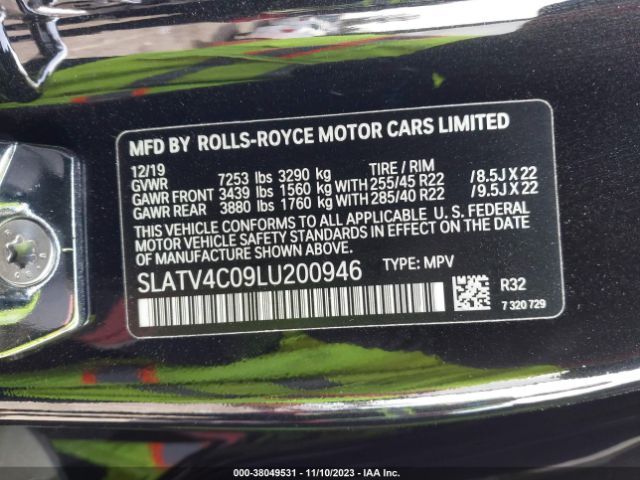 MFD BY ROLLS-ROYCE MOTOR CARS LIMITED
12/19 TIRE / RIM
GVWR 7253 lbs 3290 kg
GAWR FRONT 3439 lbs 1560 kg WITH 255/45 R22 /8.5J X 22
GAWR REAR 3880 lbs 1760 kg WITH 285/40 R22 /9.5J X 22
THIS VEHICLE CONFORMS TO ALL APPLICABLE U. S. FEDERAL
MOTOR VEHICLE SAFETY STANDARDS IN EFFECT ON THE
DATE OF MANUFACTURE SHOWN ABOVE.
SLATV4C09LU200946 TYPE: MPV
R32
7 320 729
# COPART - 38049531 - 11/10/2023 - IAA Inc.